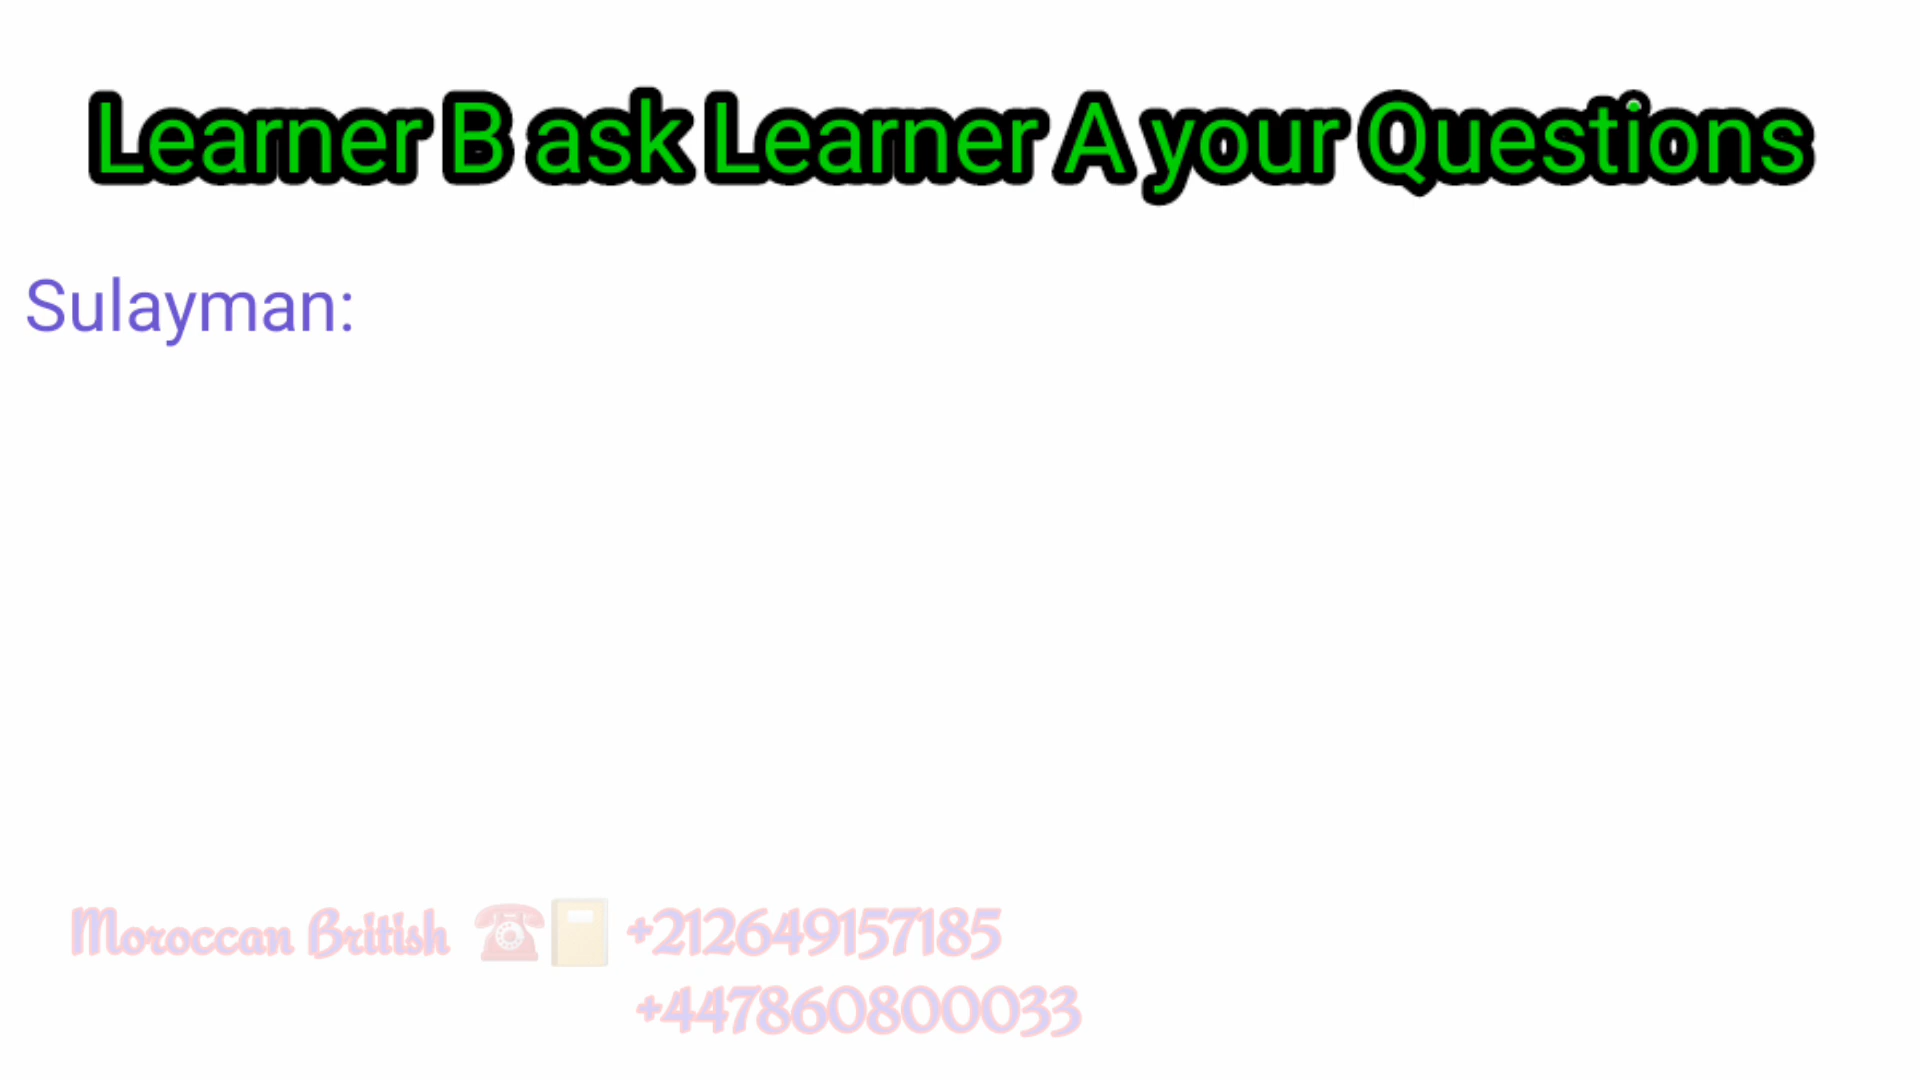 Learner B ask Learner A your Questions
Sulayman:
Moroccan British ☎️📒 +212649157185
+447860800033